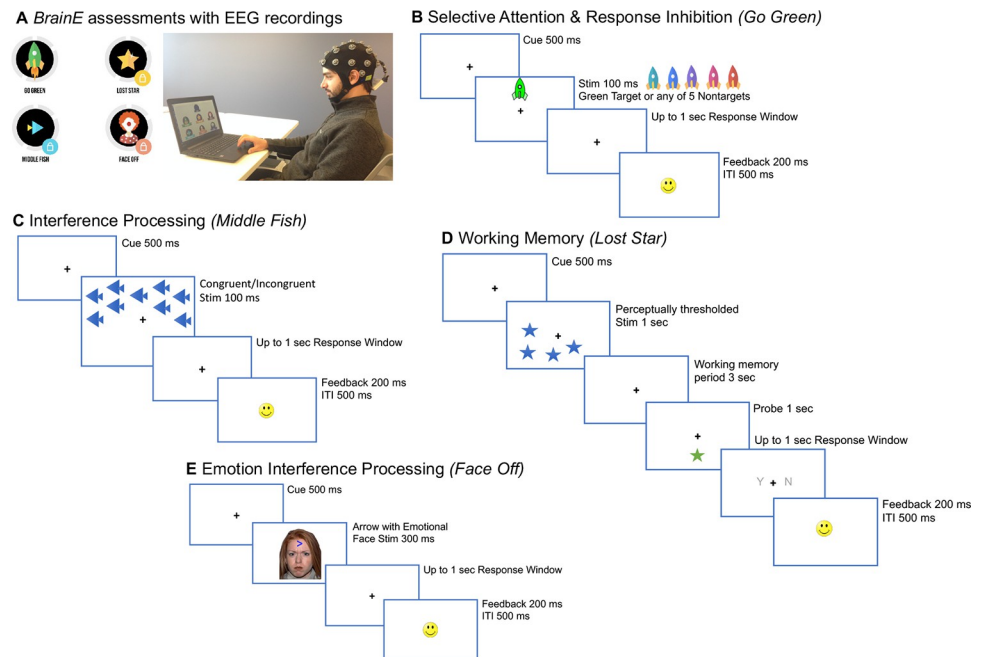 A BrainE assessments with EEG recordings
GO GREEN
LOST STAR
MIDDLE FISH
FACE OFF
B Selective Attention & Response Inhibition (Go Green)
Cue 500 ms
+
Stim 100 ms
Green Target or any of 5 Nontargets
+
Up to 1 sec Response Window
+
Feedback 200 ms
ITI 500 ms
C Interference Processing (Middle Fish)
Cue 500 ms
+
Congruent/Incongruent
Stim 100 ms
+
Up to 1 sec Response Window
+
Feedback 200 ms
ITI 500 ms
D Working Memory (Lost Star)
Cue 500 ms
+
Perceptually thresholded
Stim 1 sec
+
Working memory
period 3 sec
+
Probe 1 sec
+
Up to 1 sec Response Window
Y + N
Feedback 200 ms
ITI 500 ms
E Emotion Interference Processing (Face Off)
Cue 500 ms
+
Arrow with Emotional
Face Stim 300 ms
>
Up to 1 sec Response Window
+
Feedback 200 ms
ITI 500 ms